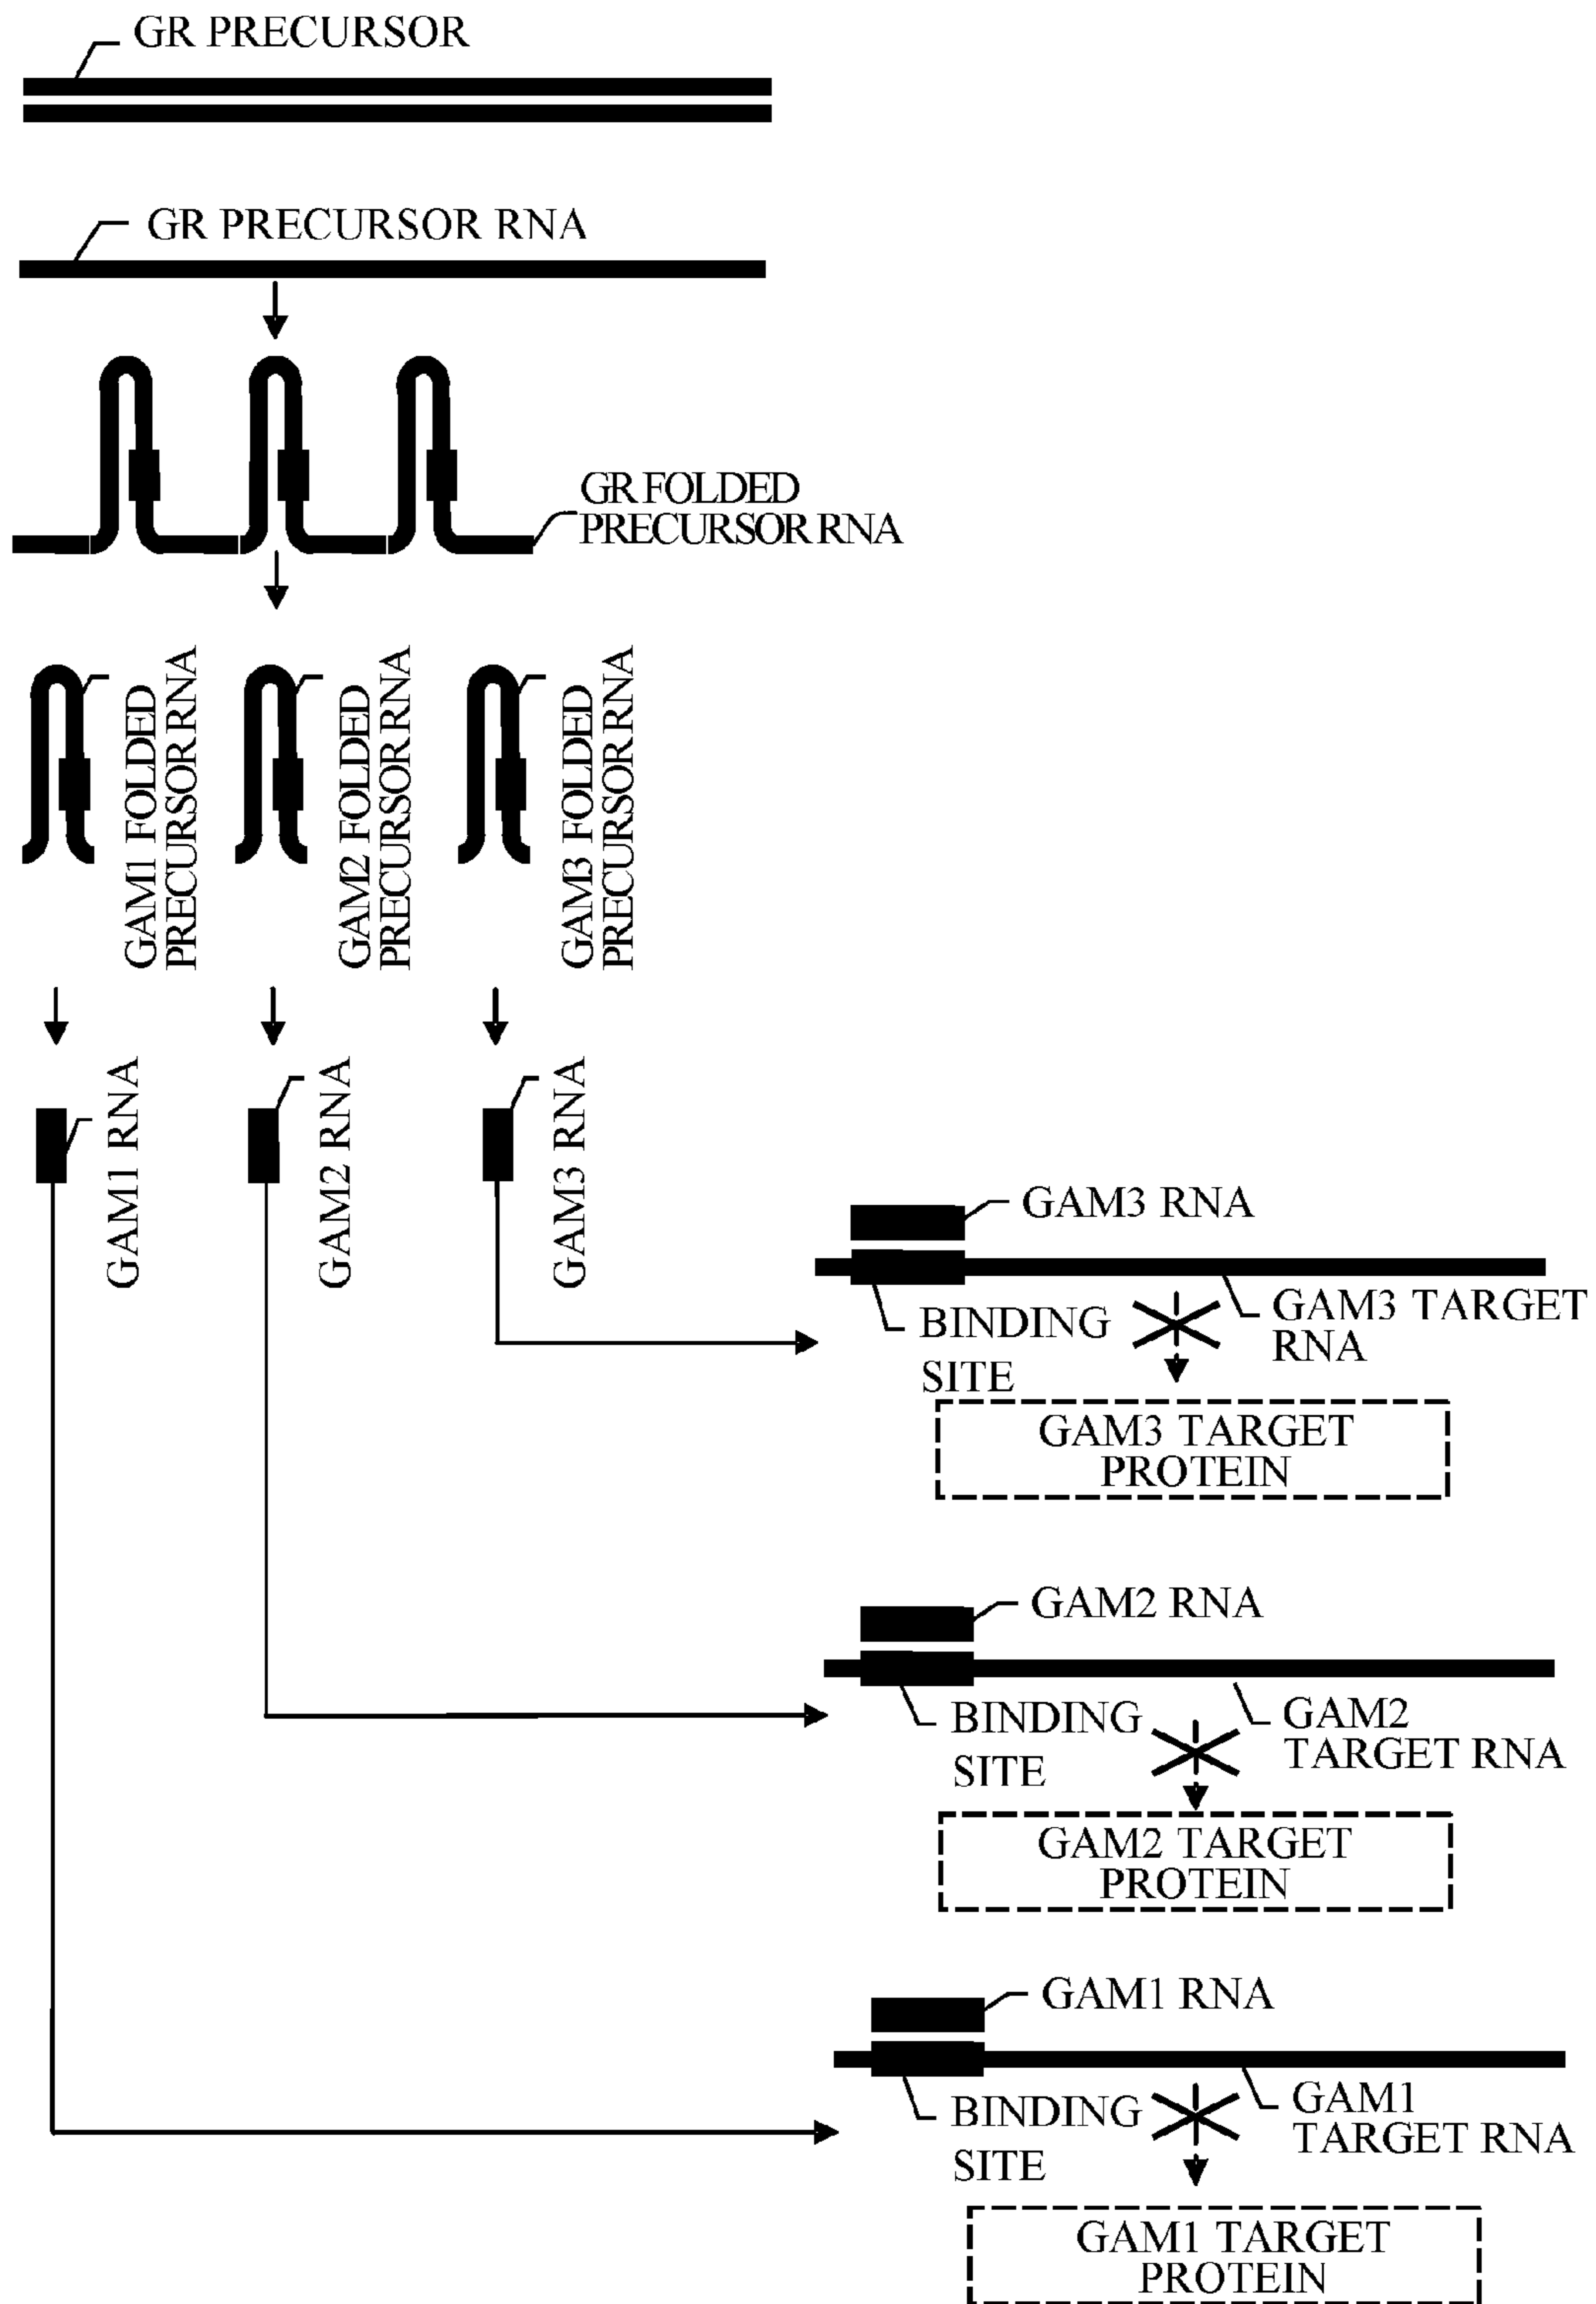 GR PRECURSOR
GR PRECURSOR RNA
GR FOLDED
PRECURSOR RNA
GAM1 FOLDED
PRECURSOR RNA
GAM2 FOLDED
PRECURSOR RNA
GAM3 FOLDED
PRECURSOR RNA
GAM1 RNA
GAM2 RNA
GAM3 RNA
GAM3 RNA
BINDING
SITE
GAM3 TARGET
RNA
GAM3 TARGET
PROTEIN
GAM2 RNA
BINDING
SITE
GAM2
TARGET RNA
GAM2 TARGET
PROTEIN
GAM1 RNA
BINDING
SITE
GAM1
TARGET RNA
GAM1 TARGET
PROTEIN